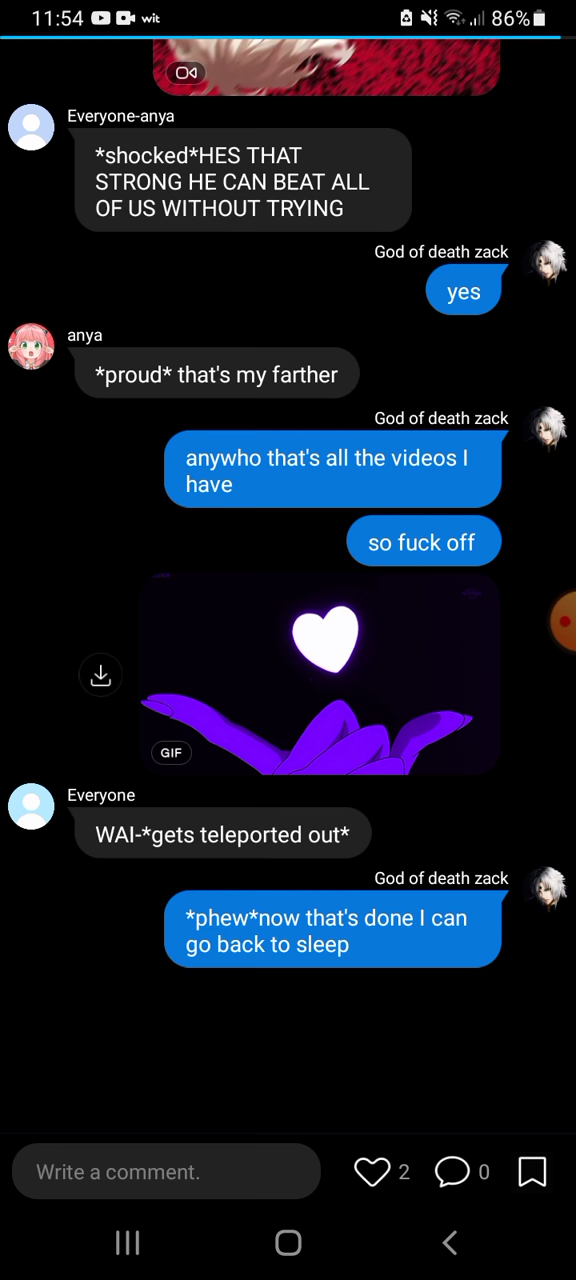 11:54 wit 86%
Everyone-anya
*shocked*HES THAT
STRONG HE CAN BEAT ALL
OF US WITHOUT TRYING
God of death zack
yes
anya
*proud* that's my farther
God of death zack
anywho that's all the videos I
have
so fuck off
GIF
Everyone
WAI-*gets teleported out*
God of death zack
*phew*now that's done I can
go back to sleep
Write a comment.
2
0